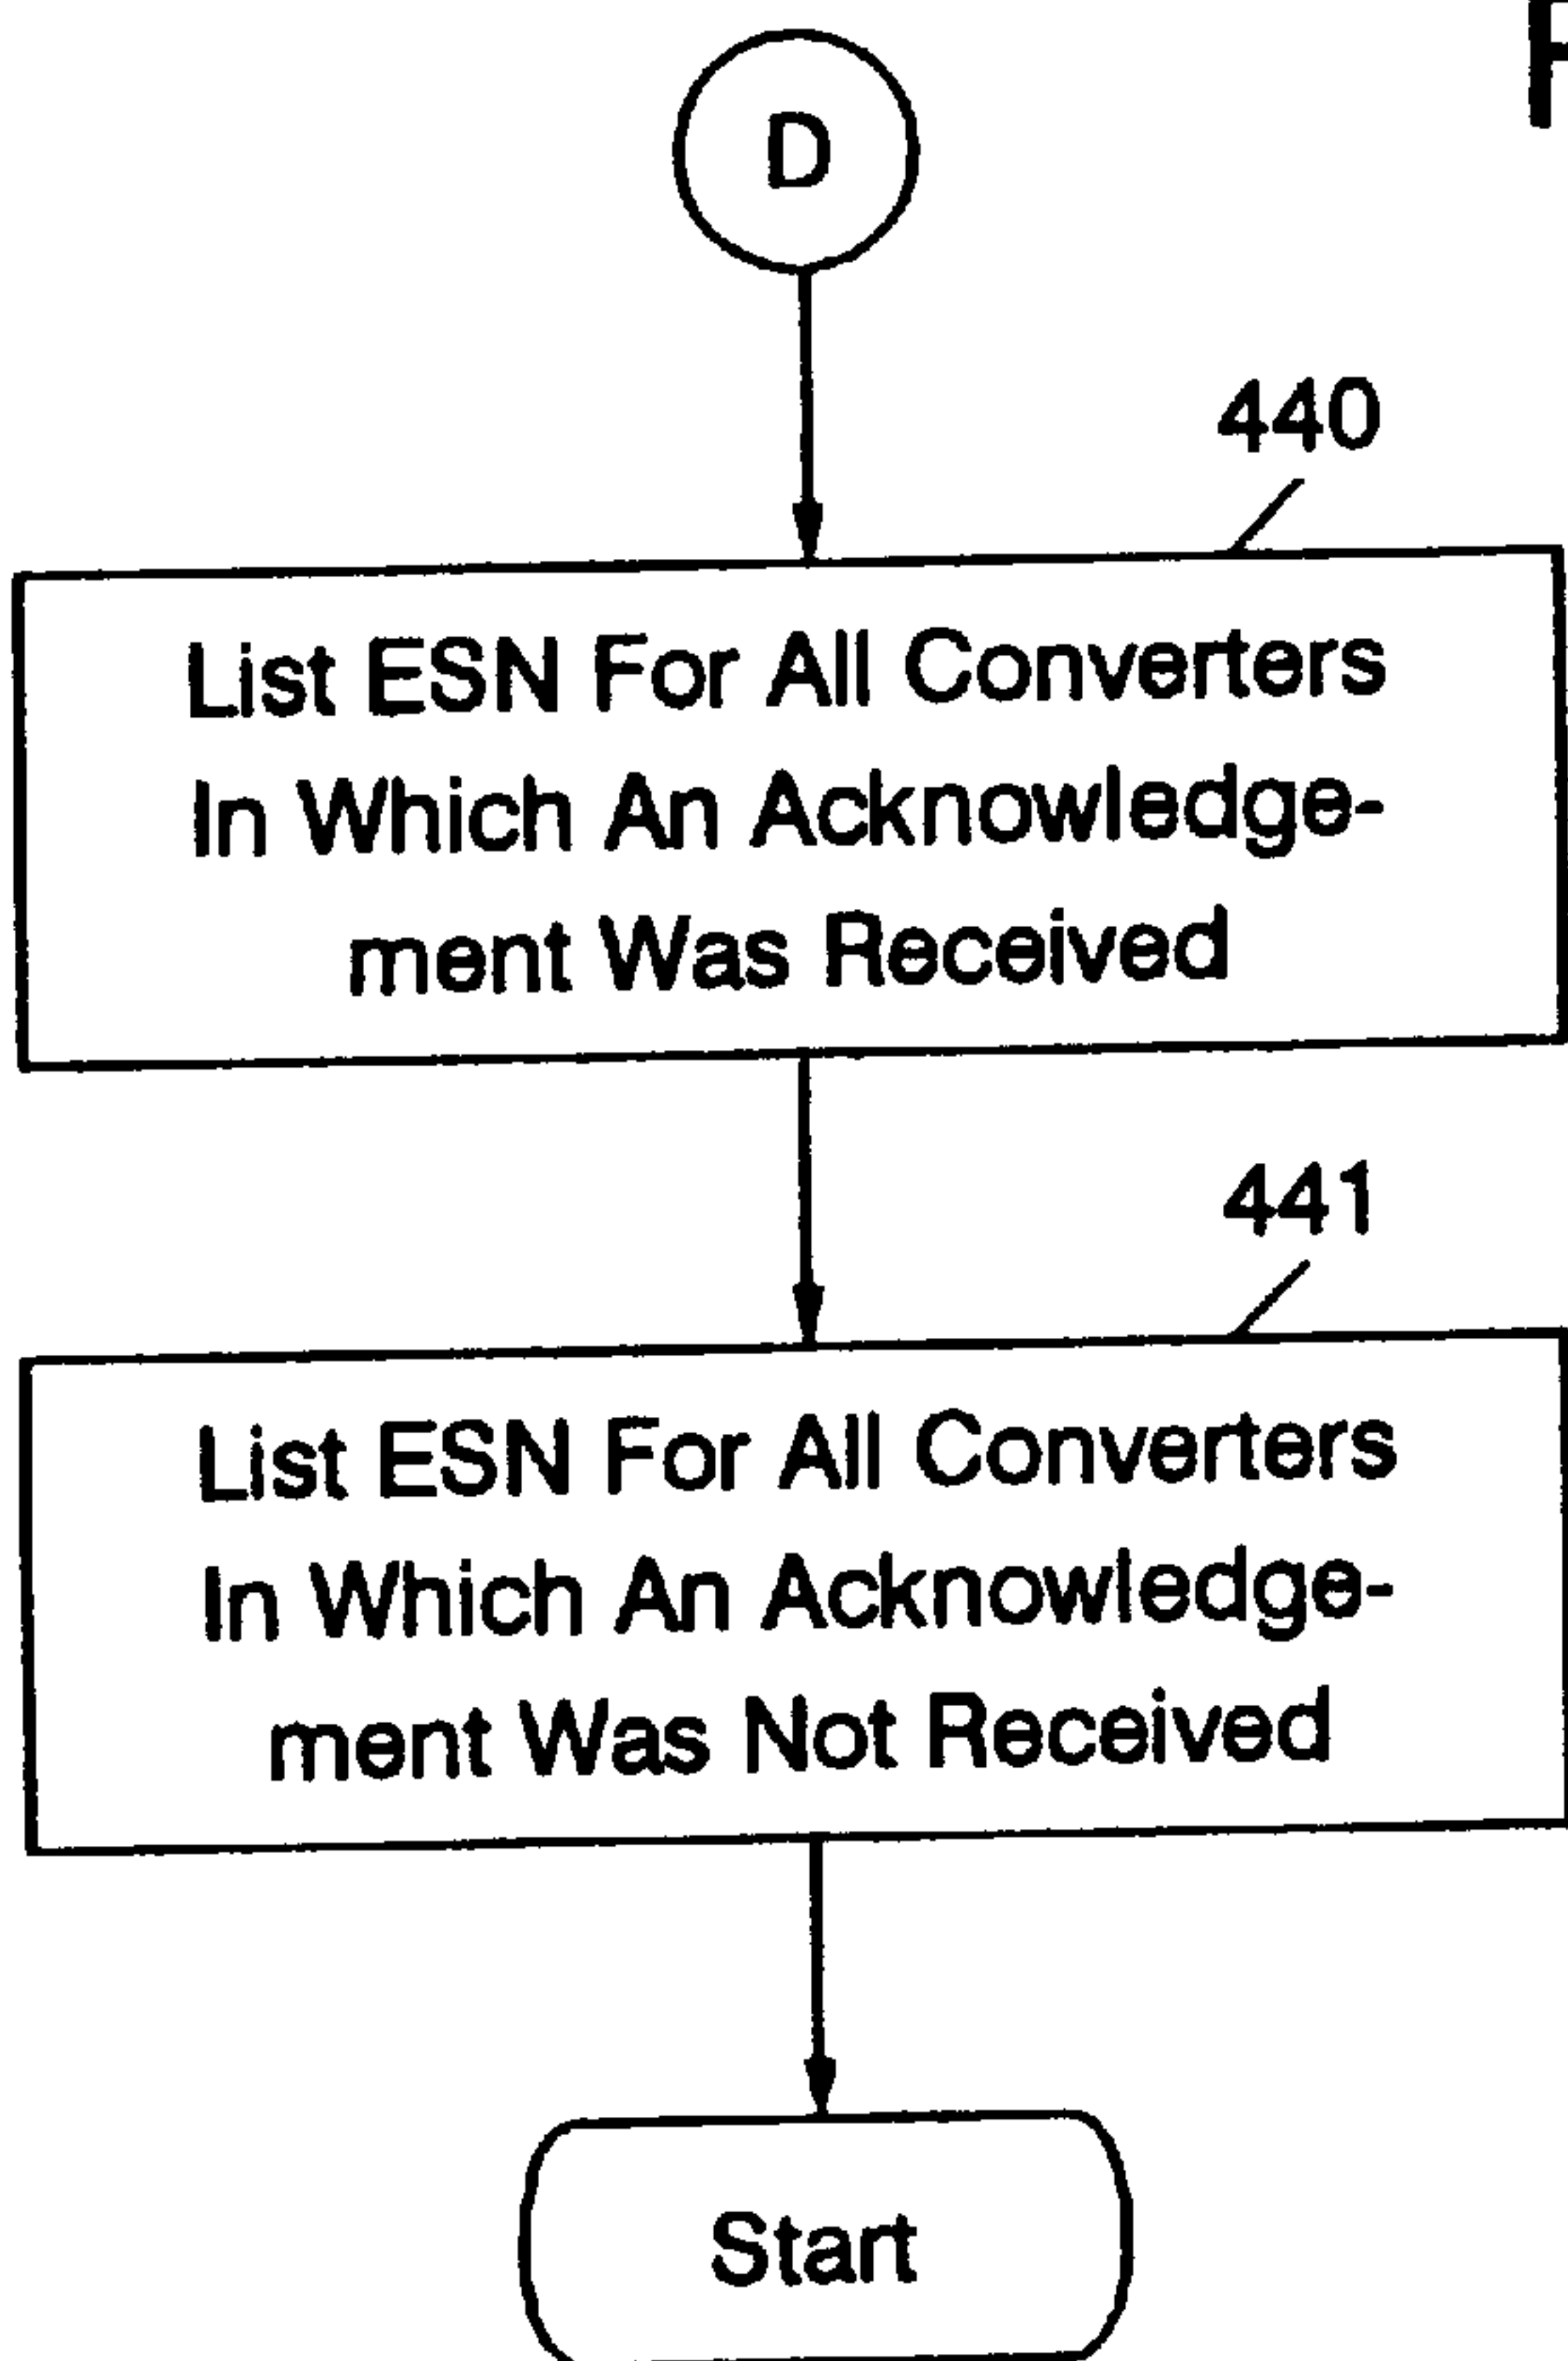 D
440
List ESN For All Converters
In Which An Acknowledge-
ment Was Received
441
List ESN For All Converters
In Which An Acknowledge-
ment Was Not Received
Start